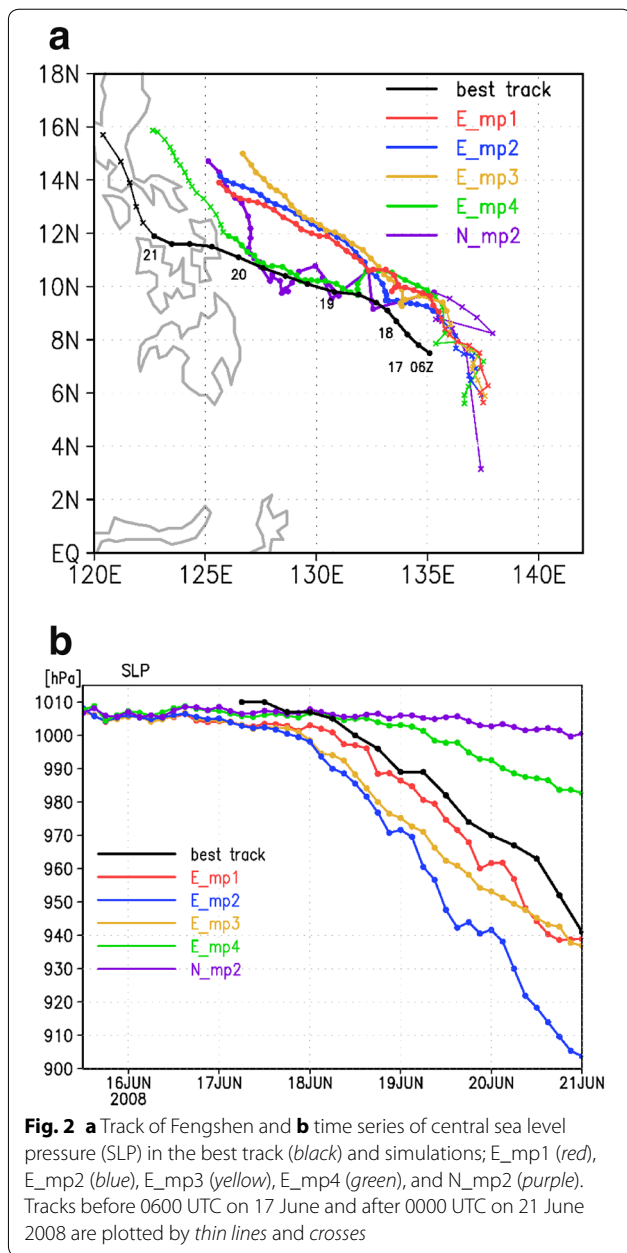 a
18N
16N
14N
12N
10N
8N
6N
4N
2N
EQ
120E 125E 130E 135E 140E
best track
E_mp1
E_mp2
E_mp3
E_mp4
N_mp2
21
20
19
18
17 06Z
b
[hPa] SLP
1010
1000
990
980
970
960
950
940
930
920
910
900
best track
E_mp1
E_mp2
E_mp3
E_mp4
N_mp2
16JUN 17JUN 18JUN 19JUN 20JUN 21JUN
2008
Fig. 2 a Track of Fengshen and b time series of central sea level
pressure (SLP) in the best track (black) and simulations; E_mp1 (red),
E_mp2 (blue), E_mp3 (yellow), E_mp4 (green), and N_mp2 (purple).
Tracks before 0600 UTC on 17 June and after 0000 UTC on 21 June
2008 are plotted by thin lines and crosses